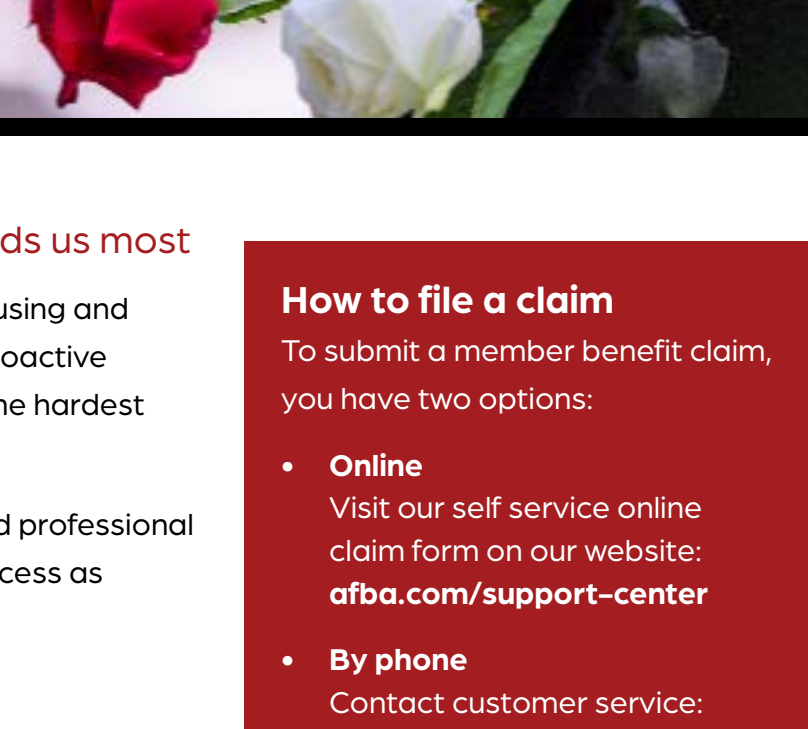 ds us most
using and
oactive
hardest
d professional
cess as
How to file a claim
To submit a member benefit claim,
you have two options:
• Online
Visit our self service online
claim form on our website:
afba.com/support-center
• By phone
Contact customer service: